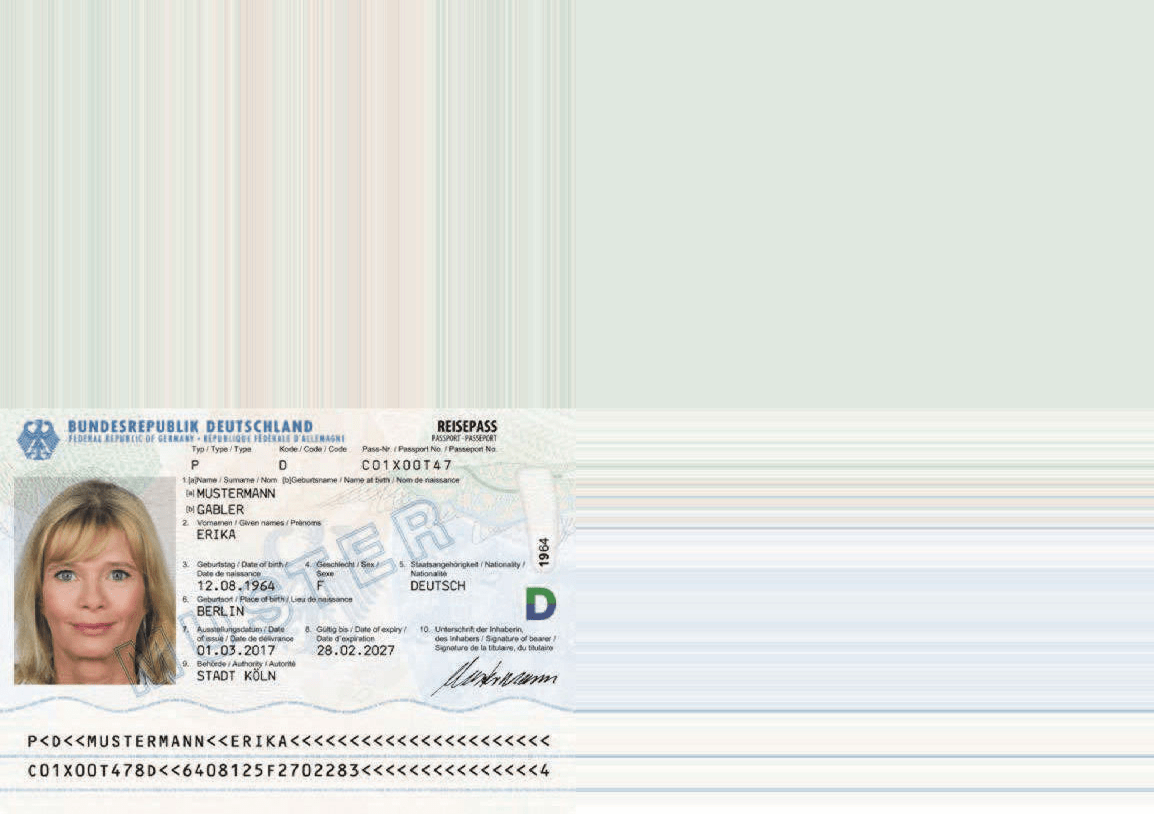 BUNDESREPUBLIK DEUTSCHLAND
FEDERAL REPUBLIC OF GERMANY · RÉPUBLIQUE FÉDÉRALE D'ALLEMAGNE
REISEPASS
PASSPORT · PASSEPORT
Typ / Type / Type Kode / Code / Code Pass-Nr. / Passport No. / Passeport No.
P D C01X00T47
1.[a]Name / Surname / Nom [b]Geburtsname / Name at birth / Nom de naissance
[a] MUSTERMANN
[b] GABLER
2. Vornamen / Given names / Prénoms
ERIKA
3. Geburtstag / Date of birth / 4. Geschlecht / Sex / 5. Staatsangehörigkeit / Nationality /
Date de naissance Sexe Nationalité
12.08.1964 F DEUTSCH
6. Geburtsort / Place of birth / Lieu de naissance
BERLIN
7. Ausstellungsdatum / Date 8. Gültig bis / Date of expiry / 10. Unterschrift der Inhaberin,
of issue / Date de délivrance Date d'expiration des Inhabers / Signature of bearer /
Signature de la titulaire, du titulaire
01.03.2017 28.02.2027
9. Behörde / Authority / Autorité
STADT KÖLN
Mustermann
1964
D
MUSTER
P<D<<MUSTERMANN<<ERIKA<<<<<<<<<<<<<<<<<<<<<<
C01X00T478D<<6408125F2702283<<<<<<<<<<<<<<<4